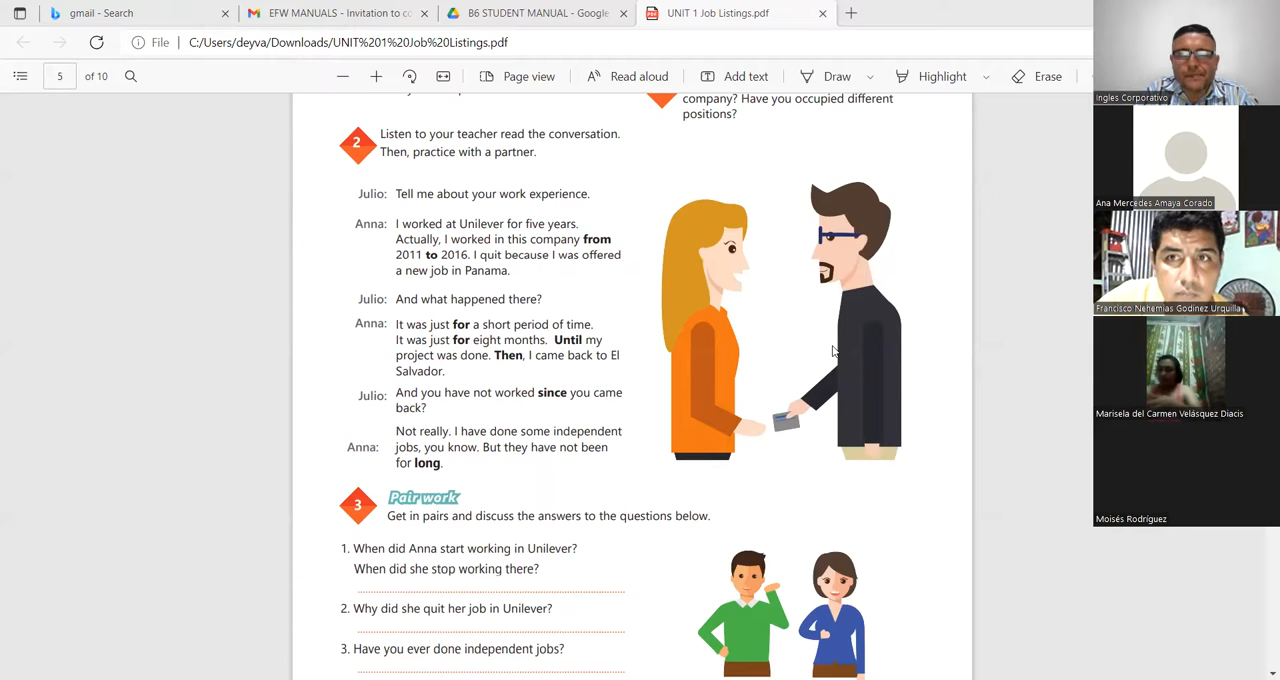 gmail - Bing
EFW MANUALS - Invitation to co
B6 STUDENT MANUAL - Google
UNIT 1 Job Listings.pdf
File
C:/Users/deyva/Downloads/UNIT%201%20Job%20Listings.pdf
5 of 10
Page view
Read aloud
Add text
Draw
Highlight
Erase
company? Have you occupied different
positions?
2
Listen to your teacher read the conversation.
Then, practice with a partner.
Julio: Tell me about your work experience.
Anna: I worked at Unilever for five years.
Actually, I worked in this company from
2011 to 2016. I quit because I was offered
a new job in Panama.
Julio: And what happened there?
Anna: It was just for a short period of time.
It was just for eight months. Until my
project was done. Then, I came back to El
Salvador.
Julio: And you have not worked since you came
back?
Not really. I have done some independent
Anna: jobs, you know. But they have not been
for long.
3
Pair work
Get in pairs and discuss the answers to the questions below.
1. When did Anna start working in Unilever?
When did she stop working there?
2. Why did she quit her job in Unilever?
3. Have you ever done independent jobs?
Ingles Corporativo
Ana Mercedes Amaya Corado
Francisco Nehemias Godinez Urquilla
Marisela del Carmen Velásquez Diacis
Moisés Rodríguez